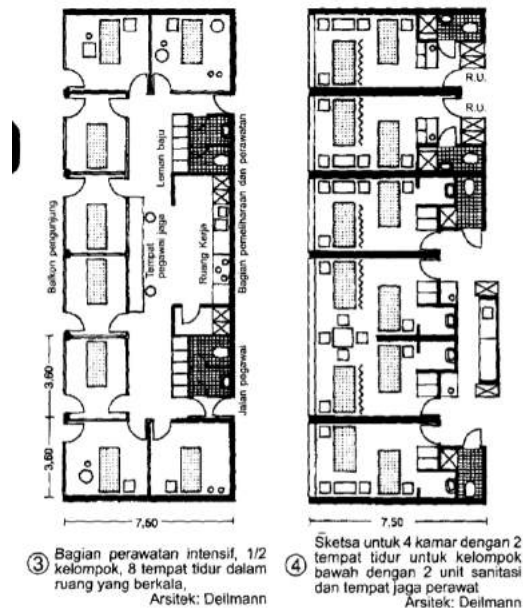 Balkon pengunjung
Tempat
pegawai jaga
Lemari baju
Ruang Kerja
Bagian pemeliharaan dan perawatan
Jalan pegawai
3,60
3,60
7,50
③ Bagian perawatan intensif, 1/2
kelompok, 8 tempat tidur dalam
ruang yang berkala,
Arsitek: Deilmann
R.U.
R.U.
7,50
④ Sketsa untuk 4 kamar dengan 2
tempat tidur untuk kelompok
bawah dengan 2 unit sanitasi
dan tempat jaga perawat
Arsitek: Deilmann